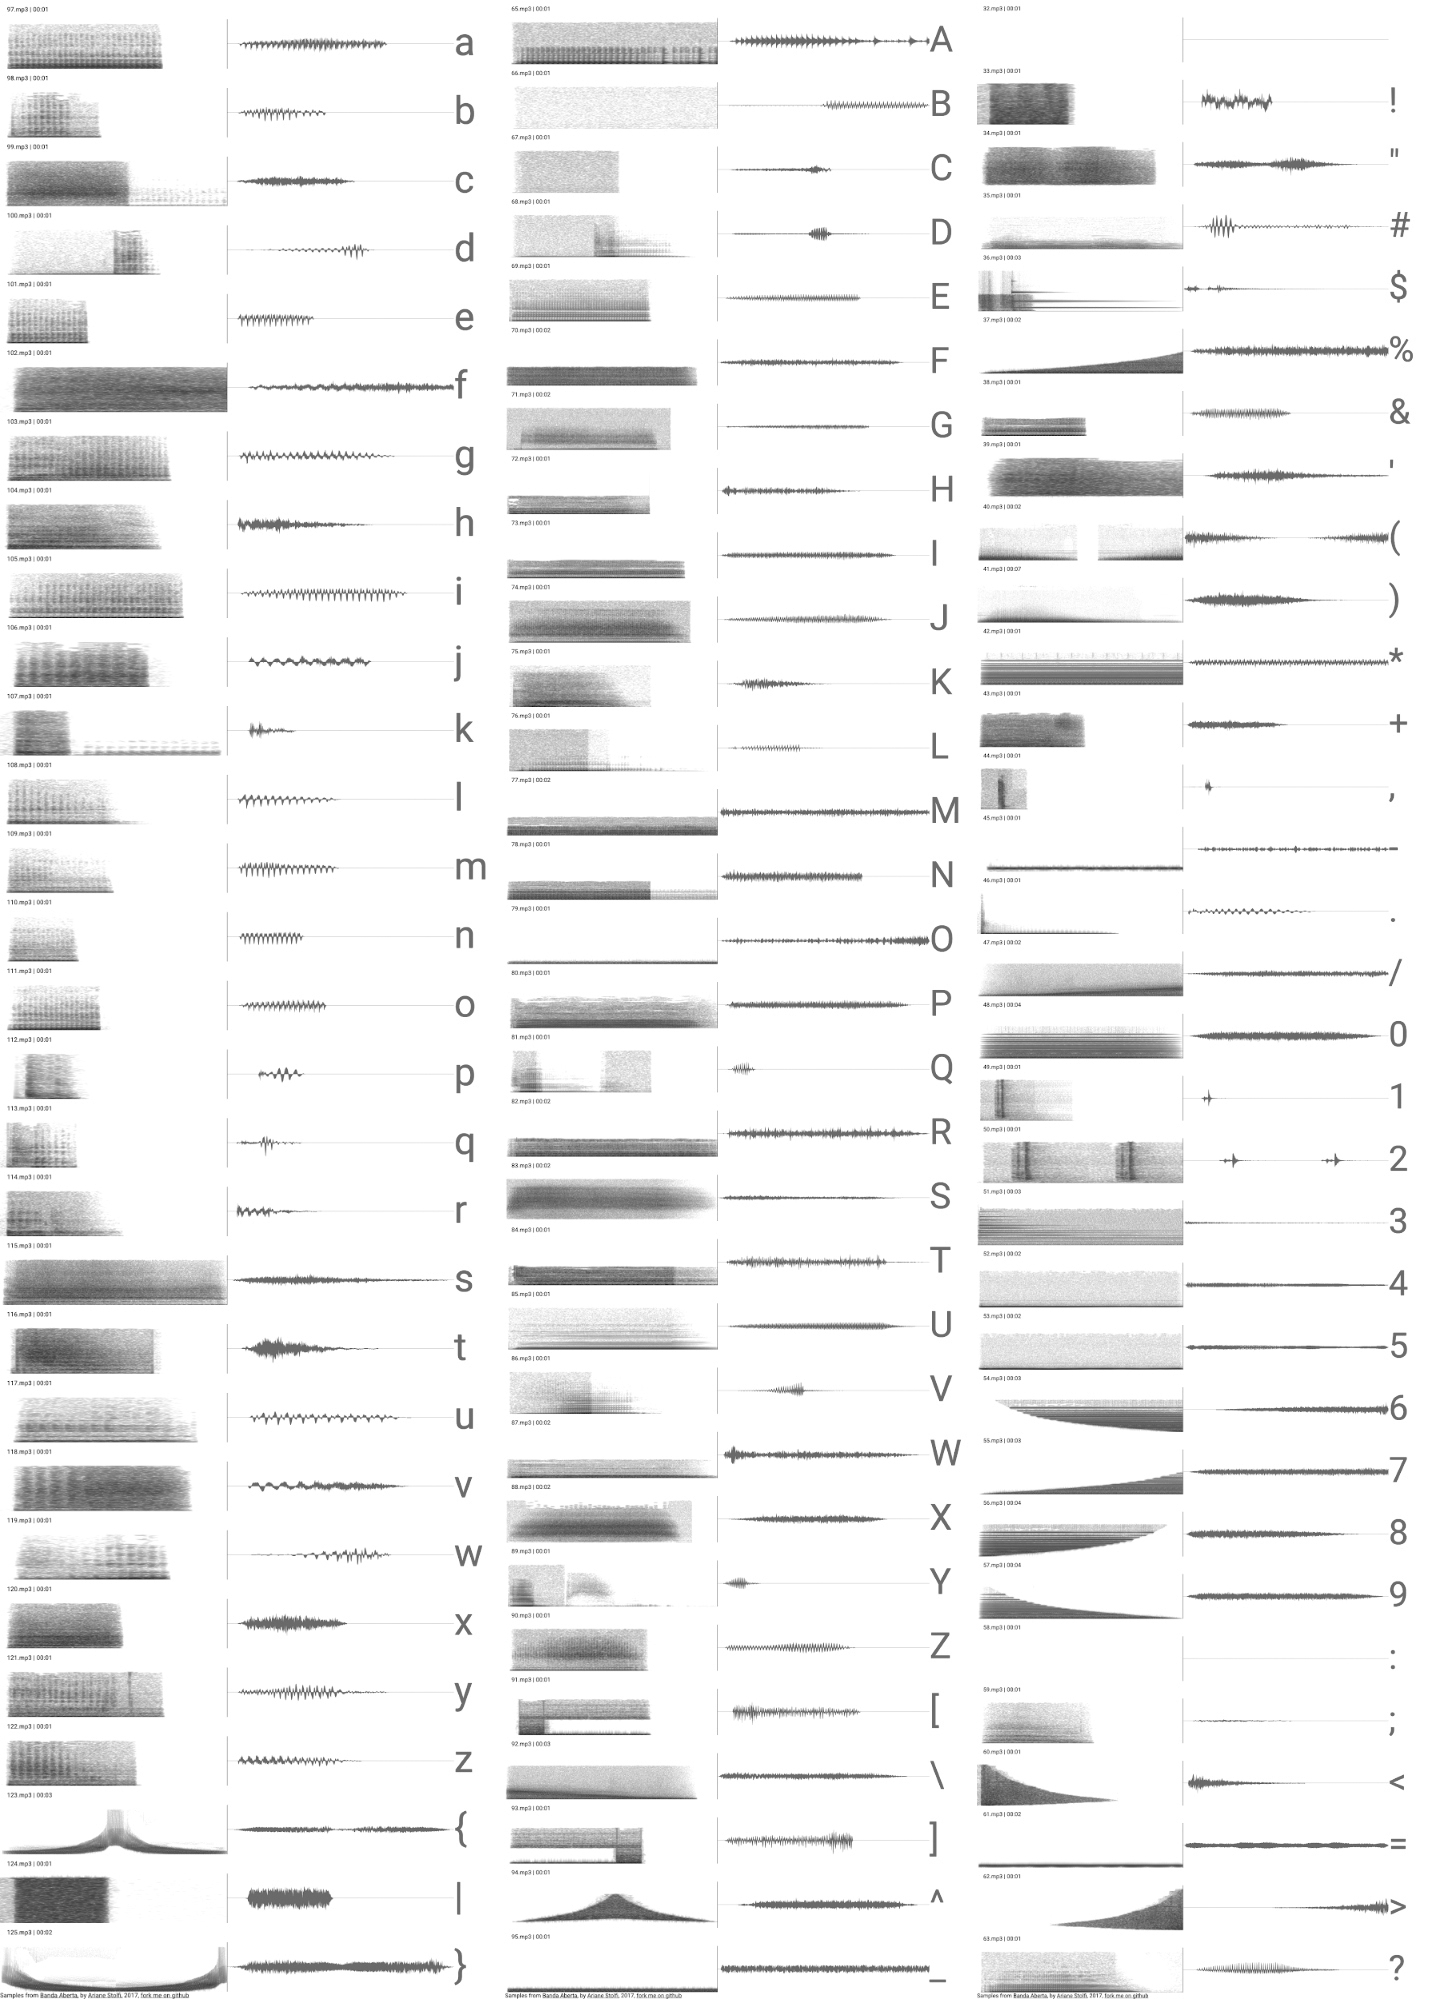 97.mp3 | 00:01
a
98.mp3 | 00:01
b
99.mp3 | 00:01
c
100.mp3 | 00:01
d
101.mp3 | 00:01
e
102.mp3 | 00:01
f
103.mp3 | 00:01
g
104.mp3 | 00:01
h
105.mp3 | 00:01
i
106.mp3 | 00:01
j
107.mp3 | 00:01
k
108.mp3 | 00:01
l
109.mp3 | 00:01
m
110.mp3 | 00:01
n
111.mp3 | 00:01
o
112.mp3 | 00:01
p
113.mp3 | 00:01
q
114.mp3 | 00:01
r
115.mp3 | 00:01
s
116.mp3 | 00:01
t
117.mp3 | 00:01
u
118.mp3 | 00:01
v
119.mp3 | 00:01
w
120.mp3 | 00:01
x
121.mp3 | 00:01
y
122.mp3 | 00:01
z
123.mp3 | 00:03
{
124.mp3 | 00:01
|
125.mp3 | 00:02
}
Samples from Banda Aberta, by Ariane Stolfi, 2017, fork me on github
65.mp3 | 00:01
A
66.mp3 | 00:01
B
67.mp3 | 00:01
C
68.mp3 | 00:01
D
69.mp3 | 00:01
E
70.mp3 | 00:02
F
71.mp3 | 00:02
G
72.mp3 | 00:01
H
73.mp3 | 00:01
I
74.mp3 | 00:01
J
75.mp3 | 00:01
K
76.mp3 | 00:01
L
77.mp3 | 00:02
M
78.mp3 | 00:01
N
79.mp3 | 00:01
O
80.mp3 | 00:01
P
81.mp3 | 00:01
Q
82.mp3 | 00:02
R
83.mp3 | 00:02
S
84.mp3 | 00:01
T
85.mp3 | 00:01
U
86.mp3 | 00:01
V
87.mp3 | 00:02
W
88.mp3 | 00:02
X
89.mp3 | 00:01
Y
90.mp3 | 00:01
Z
91.mp3 | 00:01
[
92.mp3 | 00:03
\
93.mp3 | 00:01
]
94.mp3 | 00:01
^
95.mp3 | 00:01
_
Samples from Banda Aberta, by Ariane Stolfi, 2017, fork me on github
32.mp3 | 00:01
33.mp3 | 00:01
!
34.mp3 | 00:01
"
35.mp3 | 00:01
#
36.mp3 | 00:03
$
37.mp3 | 00:02
%
38.mp3 | 00:01
&
39.mp3 | 00:01
'
40.mp3 | 00:02
(
41.mp3 | 00:07
)
42.mp3 | 00:01
*
43.mp3 | 00:01
+
44.mp3 | 00:01
,
45.mp3 | 00:01
-
46.mp3 | 00:01
.
47.mp3 | 00:02
/
48.mp3 | 00:04
0
49.mp3 | 00:01
1
50.mp3 | 00:01
2
51.mp3 | 00:03
3
52.mp3 | 00:02
4
53.mp3 | 00:02
5
54.mp3 | 00:03
6
55.mp3 | 00:03
7
56.mp3 | 00:04
8
57.mp3 | 00:04
9
58.mp3 | 00:01
:
59.mp3 | 00:01
;
60.mp3 | 00:01
<
61.mp3 | 00:02
=
62.mp3 | 00:01
>
63.mp3 | 00:01
?
Samples from Banda Aberta, by Ariane Stolfi, 2017, fork me on github